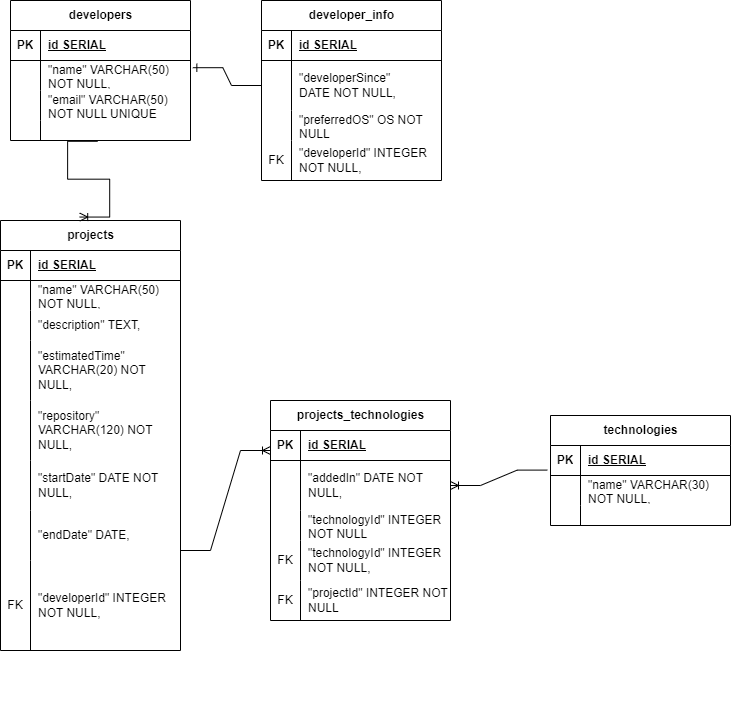 developers
PK id SERIAL
"name" VARCHAR(50)
NOT NULL,
"email" VARCHAR(50)
NOT NULL UNIQUE
developer_info
PK id SERIAL
"developerSince"
DATE NOT NULL,
"preferredOS" OS NOT
NULL
FK "developerId" INTEGER
NOT NULL,
projects
PK id SERIAL
"name" VARCHAR(50)
NOT NULL,
"description" TEXT,
"estimatedTime"
VARCHAR(20) NOT
NULL,
"repository"
VARCHAR(120) NOT
NULL,
"startDate" DATE NOT
NULL,
"endDate" DATE,
FK "developerId" INTEGER
NOT NULL,
projects_technologies
PK id SERIAL
"addedIn" DATE NOT
NULL,
"technologyId" INTEGER
NOT NULL
FK "technologyId" INTEGER
NOT NULL,
FK "projectId" INTEGER NOT
NULL
technologies
PK id SERIAL
"name" VARCHAR(30)
NOT NULL,